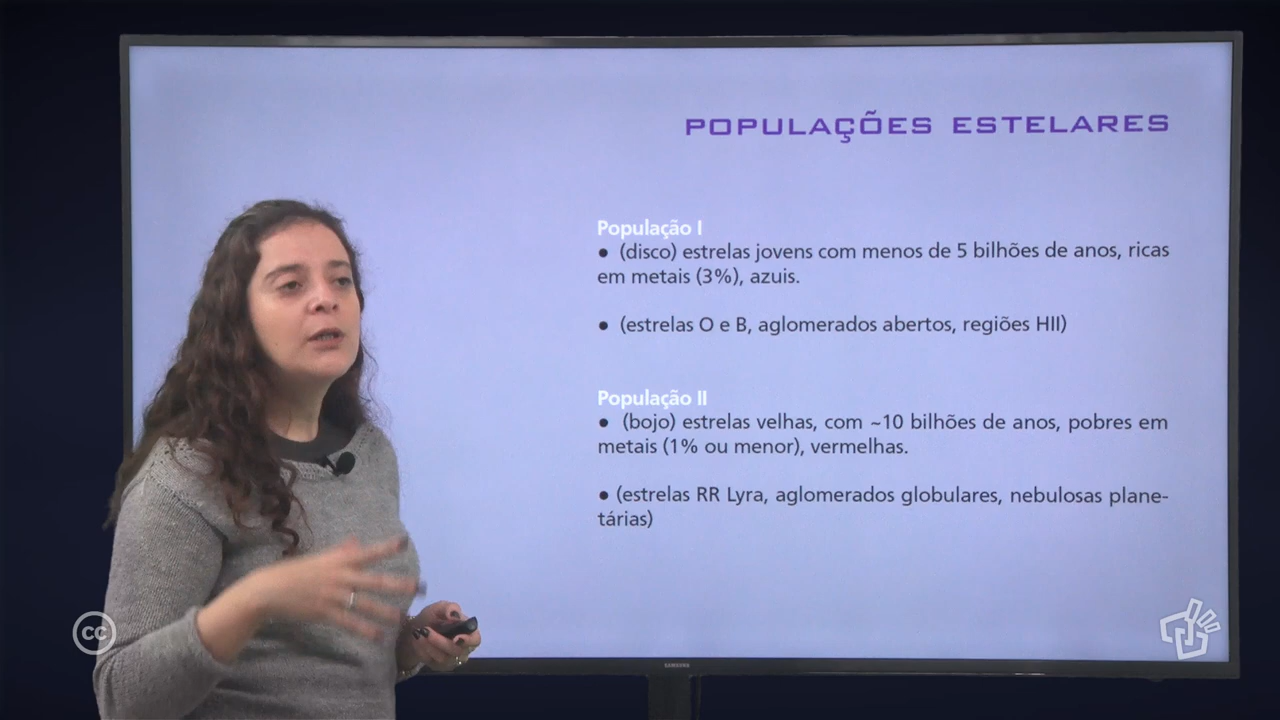 POPULAÇÕES ESTELARES
População I
● (disco) estrelas jovens com menos de 5 bilhões de anos, ricas
em metais (3%), azuis.
● (estrelas O e B, aglomerados abertos, regiões HII)
População II
● (bojo) estrelas velhas, com ~10 bilhões de anos, pobres em
metais (1% ou menor), vermelhas.
● (estrelas RR Lyra, aglomerados globulares, nebulosas plane-
tárias)
cc
SAMSUNG